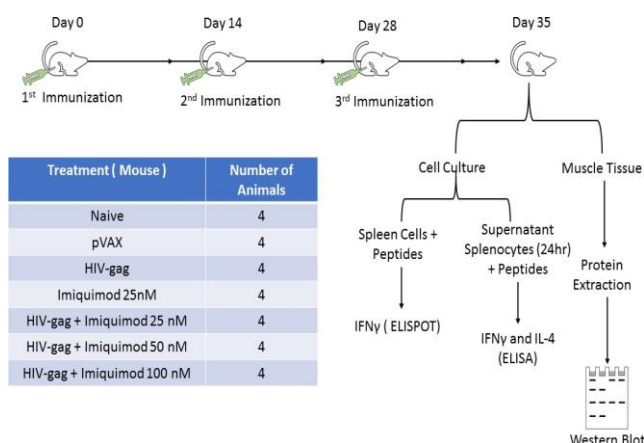 Day 0
Day 14
Day 28
Day 35
1st Immunization
2nd Immunization
3rd Immunization
Treatment ( Mouse )
Number of
Animals
Naive
4
pVAX
4
HIV-gag
4
Imiquimod 25nM
4
HIV-gag + Imiquimod 25 nM
4
HIV-gag + Imiquimod 50 nM
4
HIV-gag + Imiquimod 100 nM
4
Cell Culture
Muscle Tissue
Spleen Cells +
Peptides
Supernatant
Splenocytes (24hr)
+ Peptides
Protein
Extraction
IFNγ ( ELISPOT)
IFNγ and IL-4
(ELISA)
Western Blot